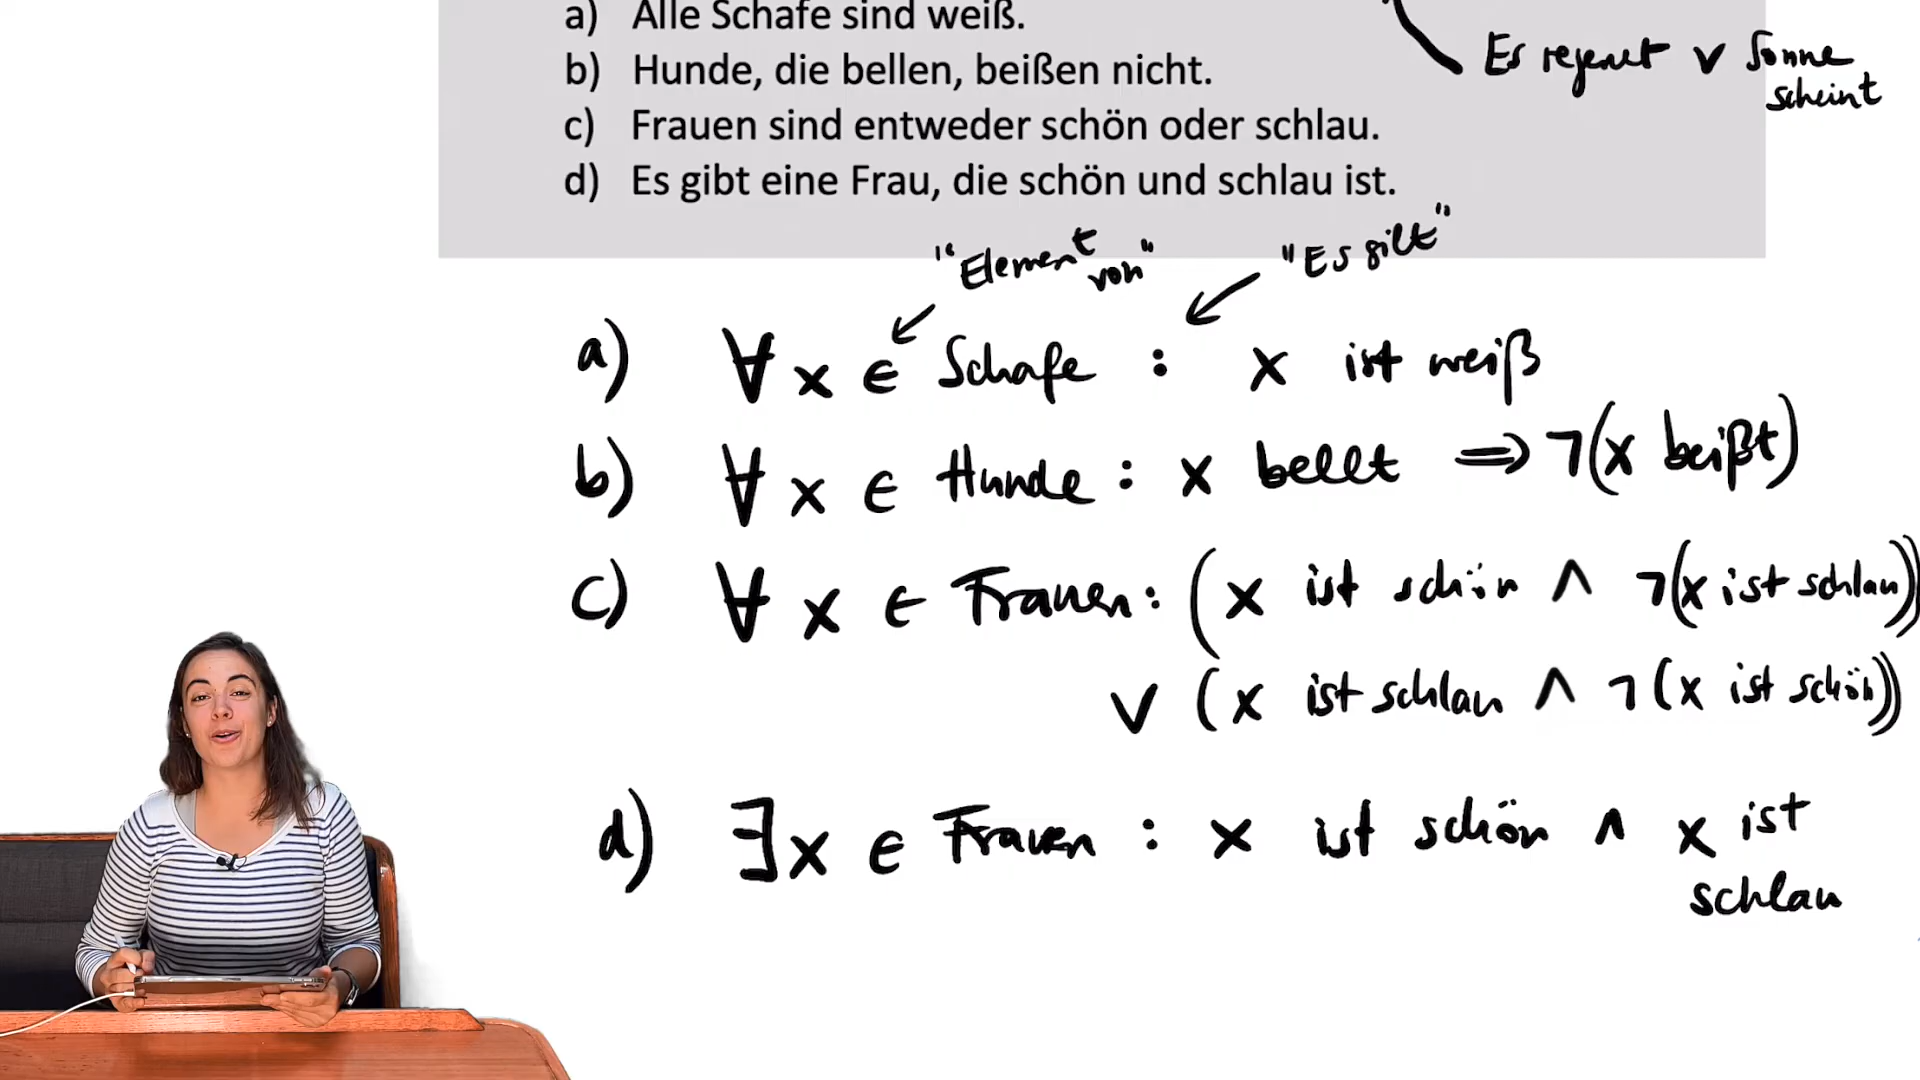 a) Alle Schafe sind weiß.
b) Hunde, die bellen, beißen nicht.
c) Frauen sind entweder schön oder schlau.
d) Es gibt eine Frau, die schön und schlau ist.
Es regnet ∨ Sonne
scheint
"Element
von"
"Es gilt"
a) ∀ x ∈ Schafe : x ist weiß
b) ∀ x ∈ Hunde : x bellt ⇒ ¬(x beißt)
c) ∀ x ∈ Frauen : (x ist schön ∧ ¬(x ist schlau))
∨ (x ist schlau ∧ ¬(x ist schön))
d) ∃ x ∈ Frauen : x ist schön ∧ x ist
schlau